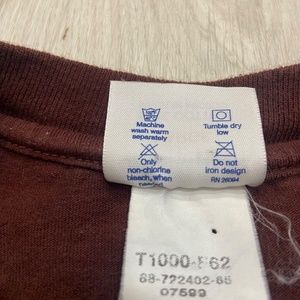 Machine
wash warm
separately
Tumble dry
low
Only
non-chlorine
bleach, when
needed
Do not
iron design
RN 26094
T1000-F62
68-722402-65
07599